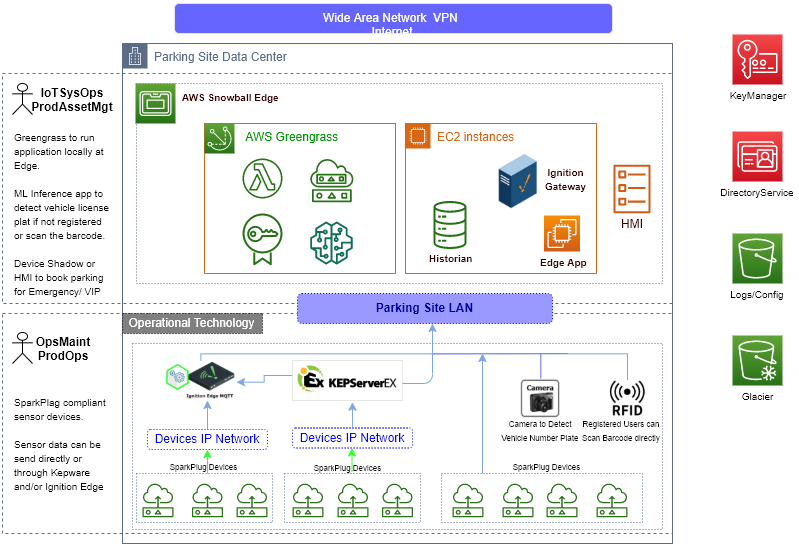 Wide Area Network VPN
Internet
Parking Site Data Center
IoTSysOps
ProdAssetMgt
Greengrass to run
application locally at
Edge.
ML Inference app to
detect vehicle license
plat if not registered
or scan the barcode.
Device Shadow or
HMI to book parking
for Emergency/ VIP
AWS Snowball Edge
AWS Greengrass
EC2 instances
Ignition
Gateway
Historian
Edge App
HMI
KeyManager
DirectoryService
Logs/Config
Glacier
Parking Site LAN
Operational Technology
OpsMaint
ProdOps
SparkPlag compliant
sensor devices.
Sensor data can be
send directly or
through Kepware
and/or Ignition Edge
Ignition Edge MQTT
Ex KEPServerEX
Camera
Camera to Detect
Vehicle Number Plate
RFID
Registered Users can
Scan Barcode directly
Devices IP Network
Devices IP Network
SparkPlug Devices
SparkPlug Devices
SparkPlug Devices